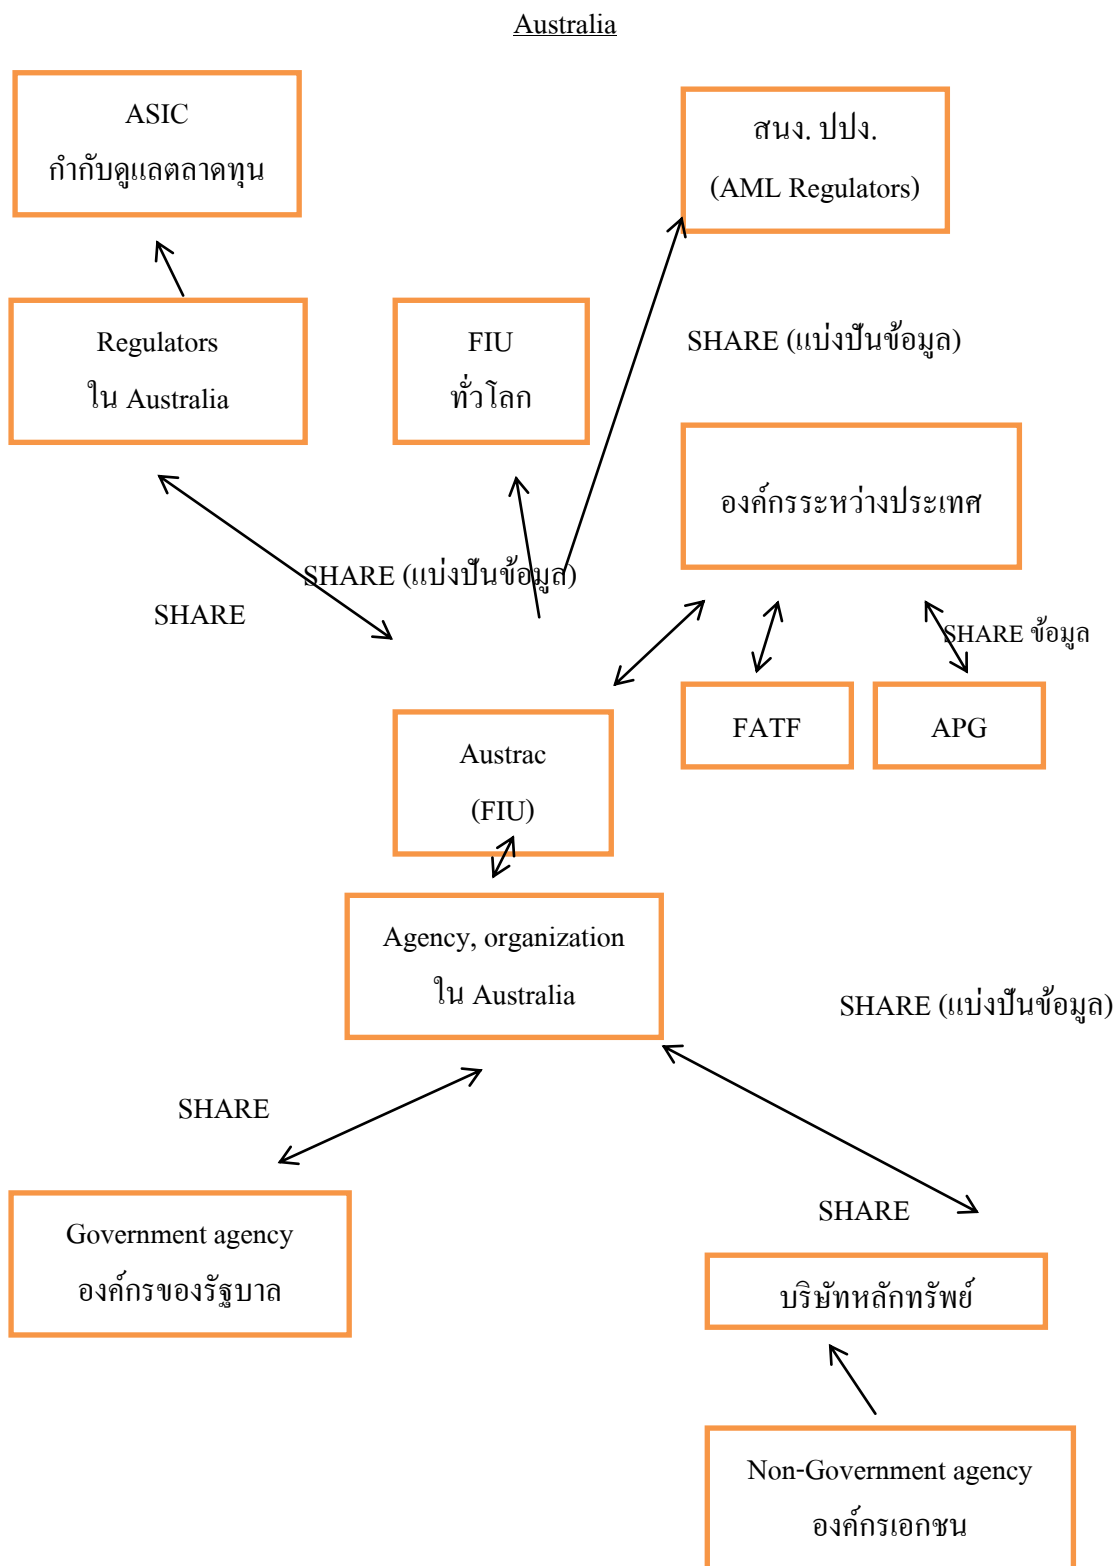 Australia
ASIC
กำกับดูแลตลาดทุน
สนง. ปปง.
(AML Regulators)
Regulators
ใน Australia
FIU
ทั่วโลก
SHARE (แบ่งปันข้อมูล)
องค์กรระหว่างประเทศ
SHARE (แบ่งปันข้อมูล)
SHARE
SHARE ข้อมูล
Austrac
(FIU)
FATF
APG
Agency, organization
ใน Australia
SHARE (แบ่งปันข้อมูล)
SHARE
Government agency
องค์กรของรัฐบาล
SHARE
บริษัทหลักทรัพย์
Non-Government agency
องค์กรเอกชน